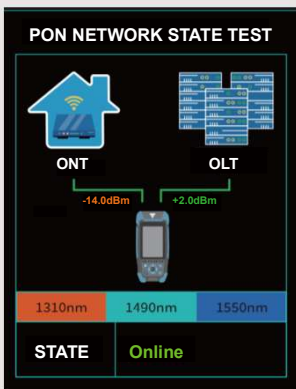 PON NETWORK STATE TEST
ONT OLT
-14.0dBm +2.0dBm
1310nm 1490nm 1550nm
STATE Online